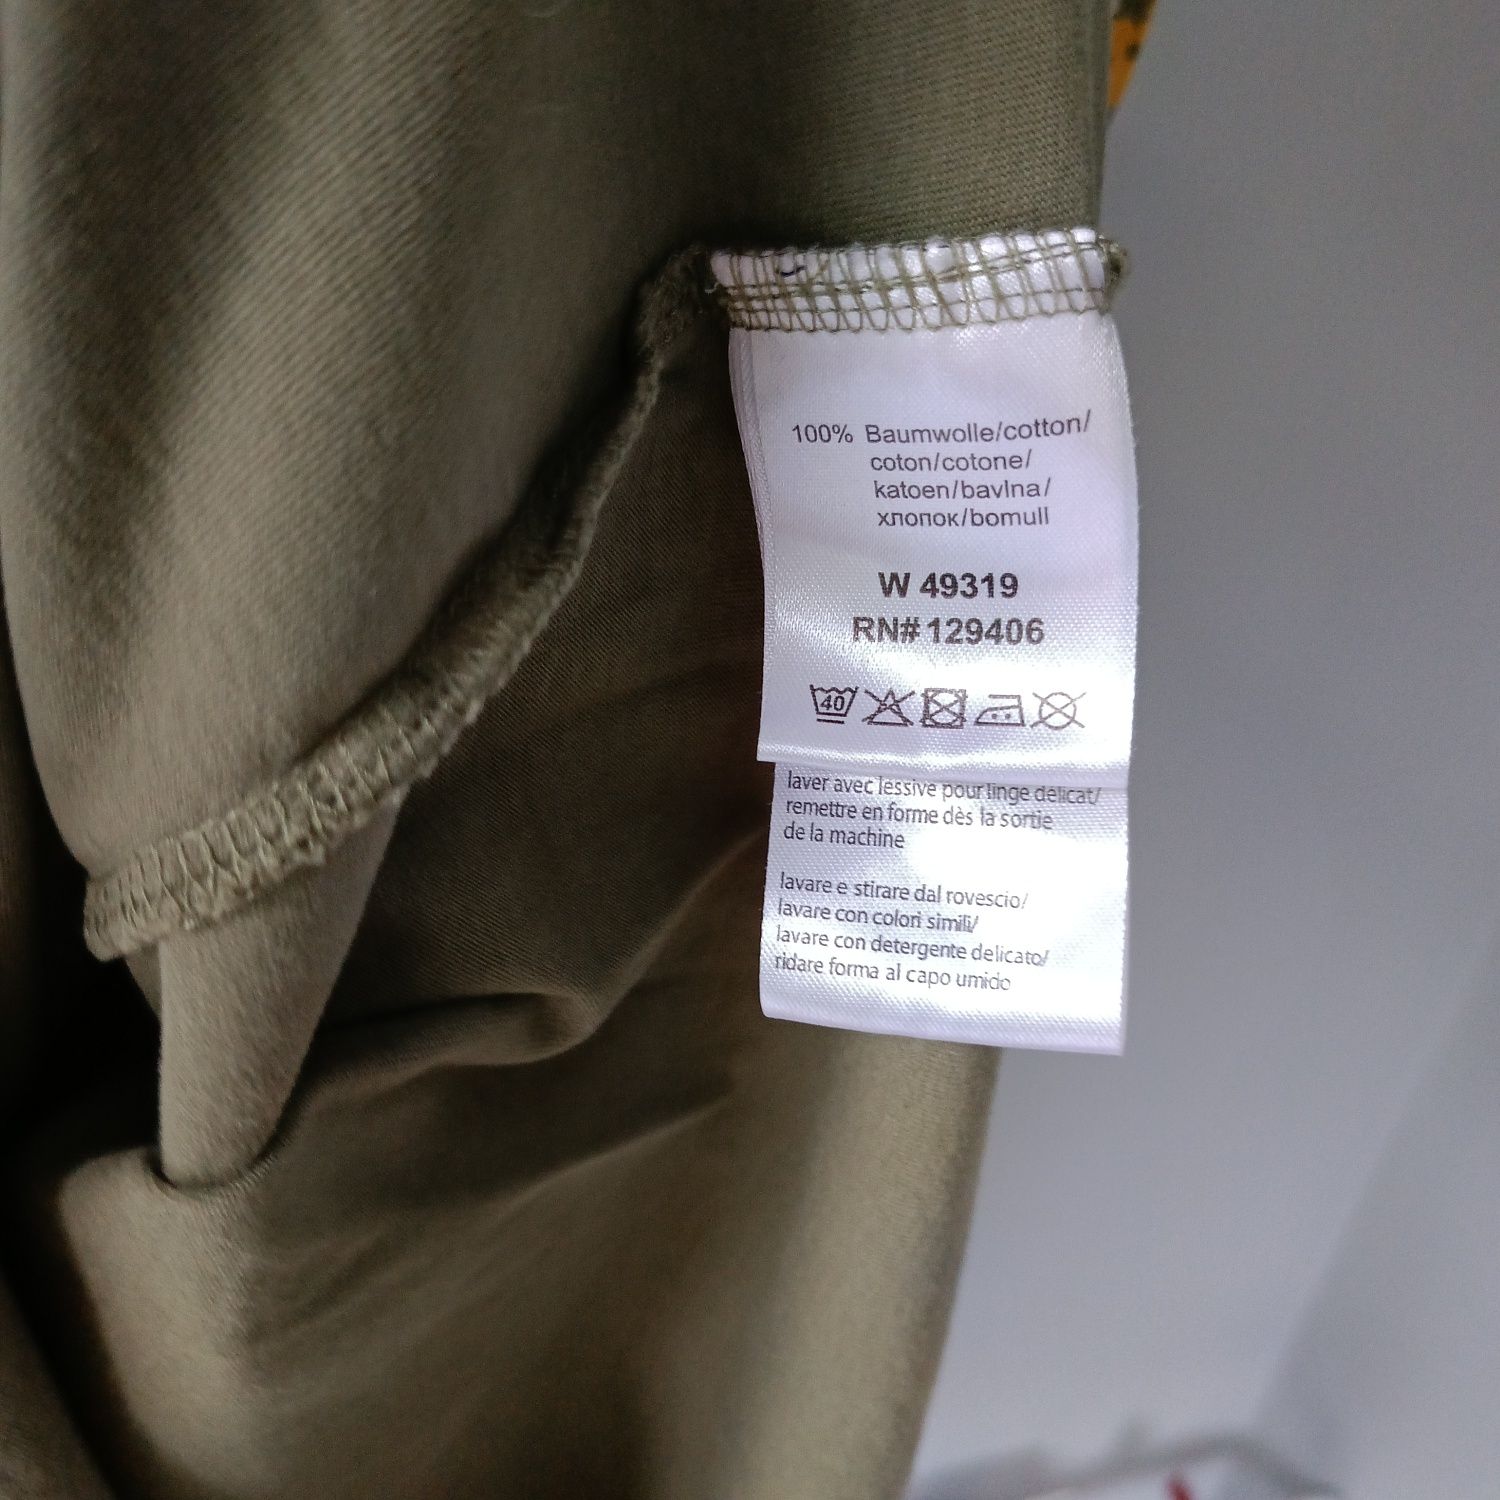 100% Baumwolle/cotton/
coton/cotone/
katoen/bavlna/
хлопок/bomull
W 49319
RN# 129406
40
laver avec lessive pour linge délicat/
remettre en forme dès la sortie
de la machine
lavare e stirare dal rovescio/
lavare con colori simili/
lavare con detergente delicato/
ridare forma al capo umido